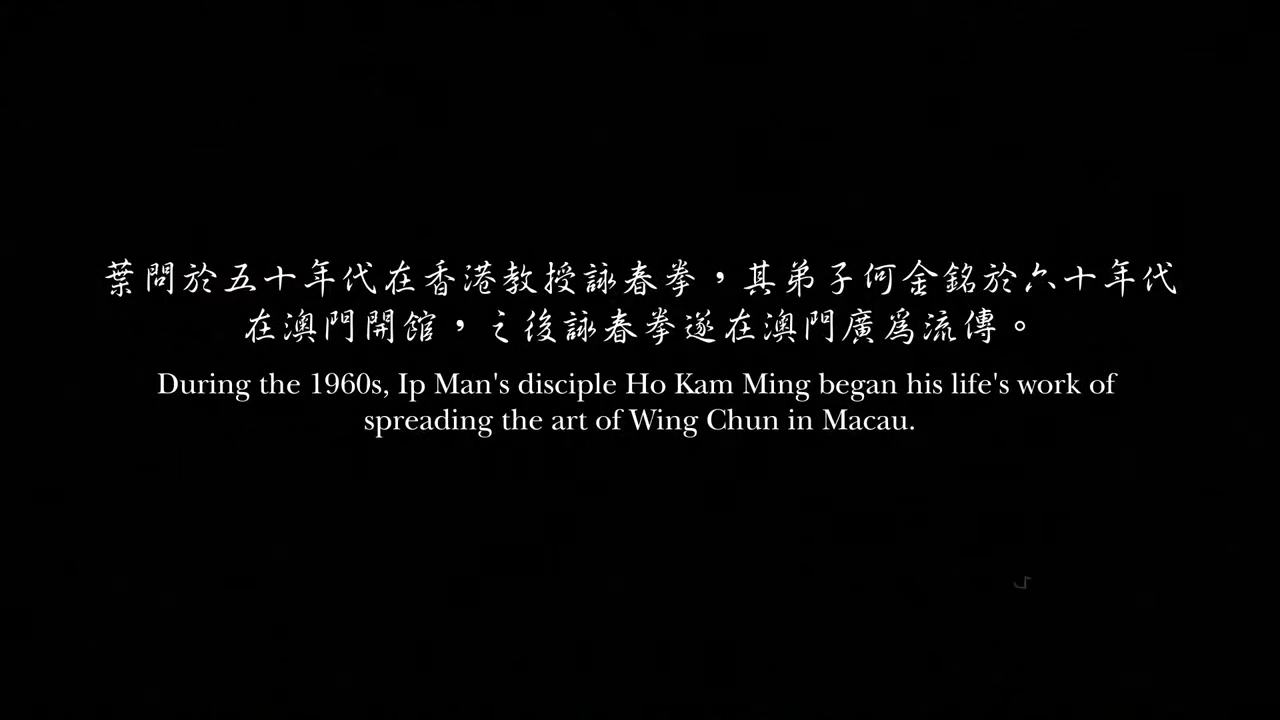 葉問於五十年代在香港教授詠春拳，其弟子何金銘於六十年代
在澳門開館，之後詠春拳遂在澳門廣為流傳。
During the 1960s, Ip Man's disciple Ho Kam Ming began his life's work of
spreading the art of Wing Chun in Macau.